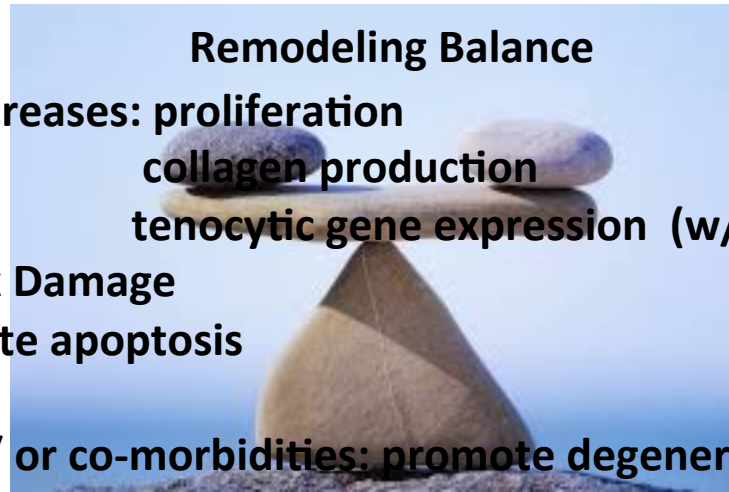 Remodeling Balance
reases: proliferation
collagen production
tenocytic gene expression (w/
Damage
te apoptosis
or co-morbidities: promote degener